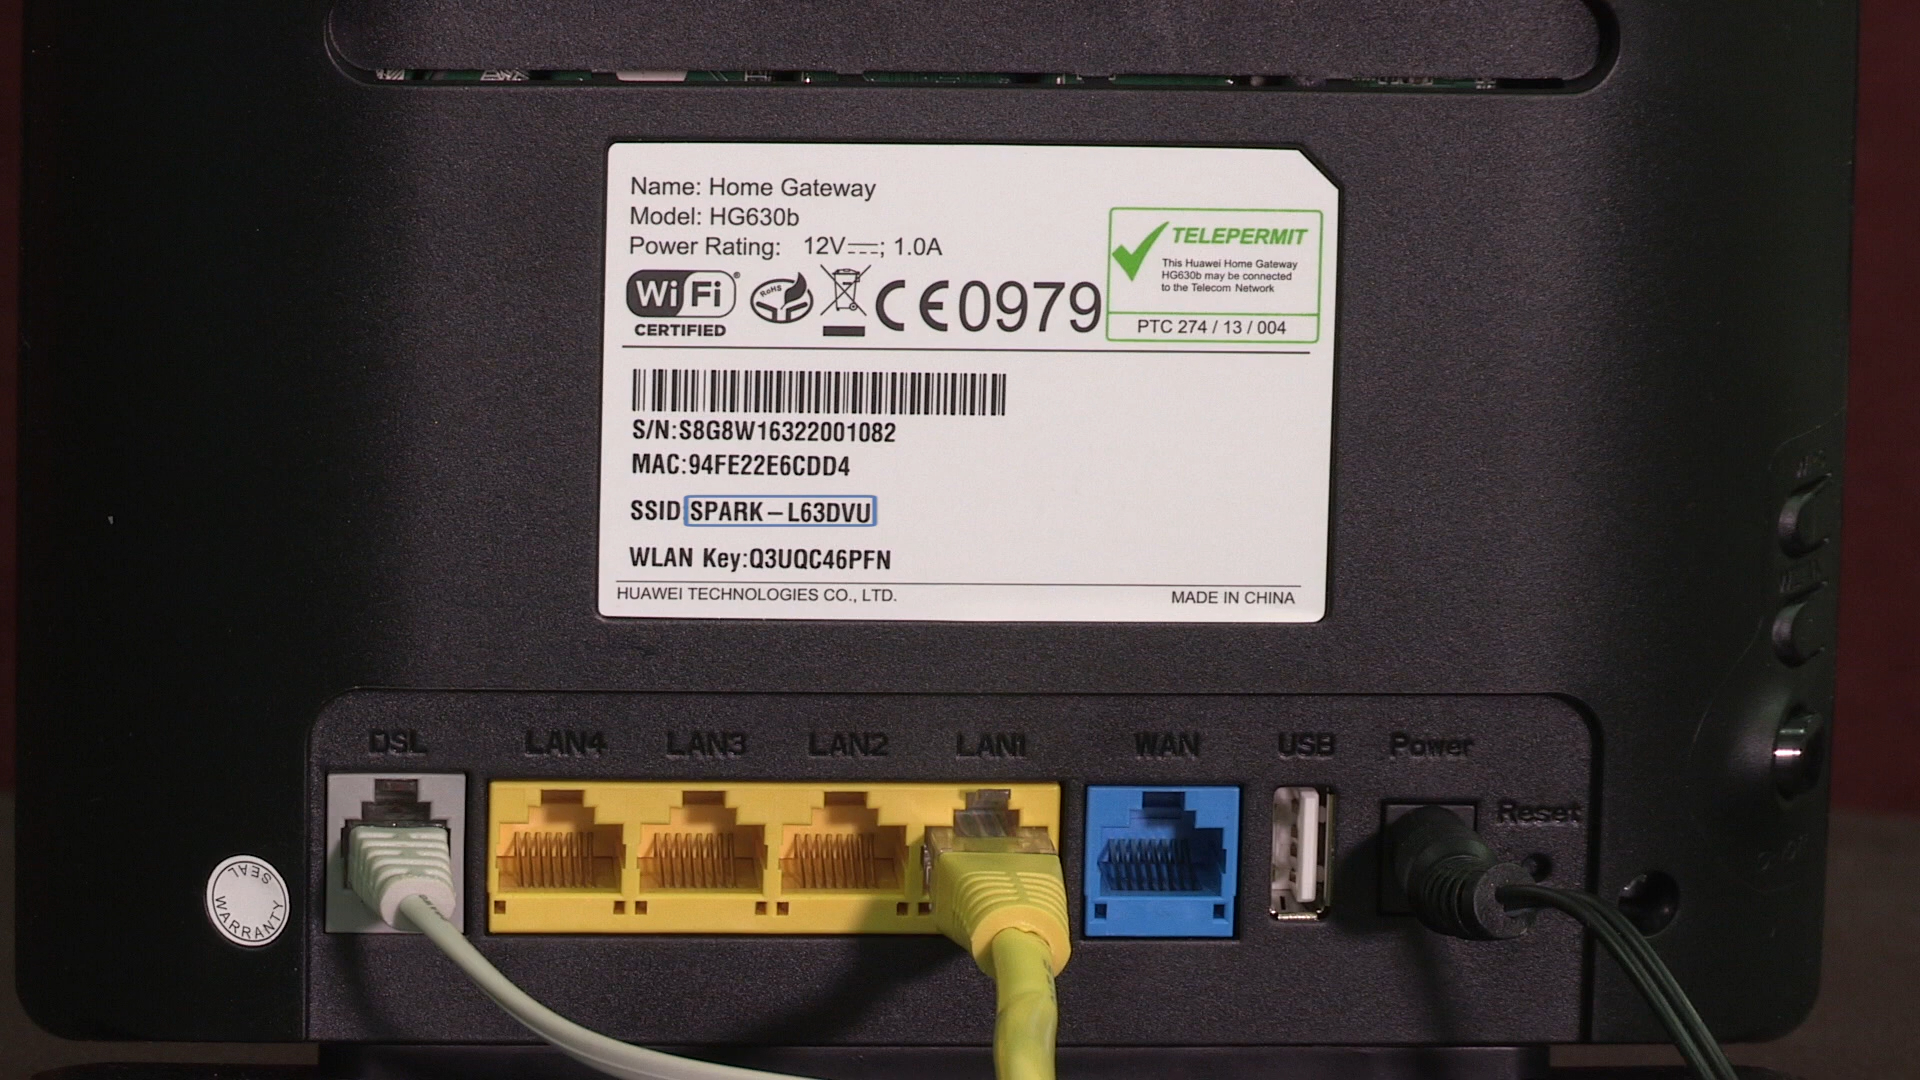 Name: Home Gateway
Model: HG630b
Power Rating: 12V⎓; 1.0A
WiFi CERTIFIED
RoHS
CE0979
TELEPERMIT
This Huawei Home Gateway
HG630b may be connected
to the Telecom Network
PTC 274 / 13 / 004
S/N:S8G8W16322001082
MAC:94FE22E6CDD4
SSID SPARK–L63DVU
WLAN Key:Q3UQC46PFN
HUAWEI TECHNOLOGIES CO., LTD. MADE IN CHINA
DSL LAN4 LAN3 LAN2 LAN1 WAN USB Power
Reset
WARRANTY SEAL